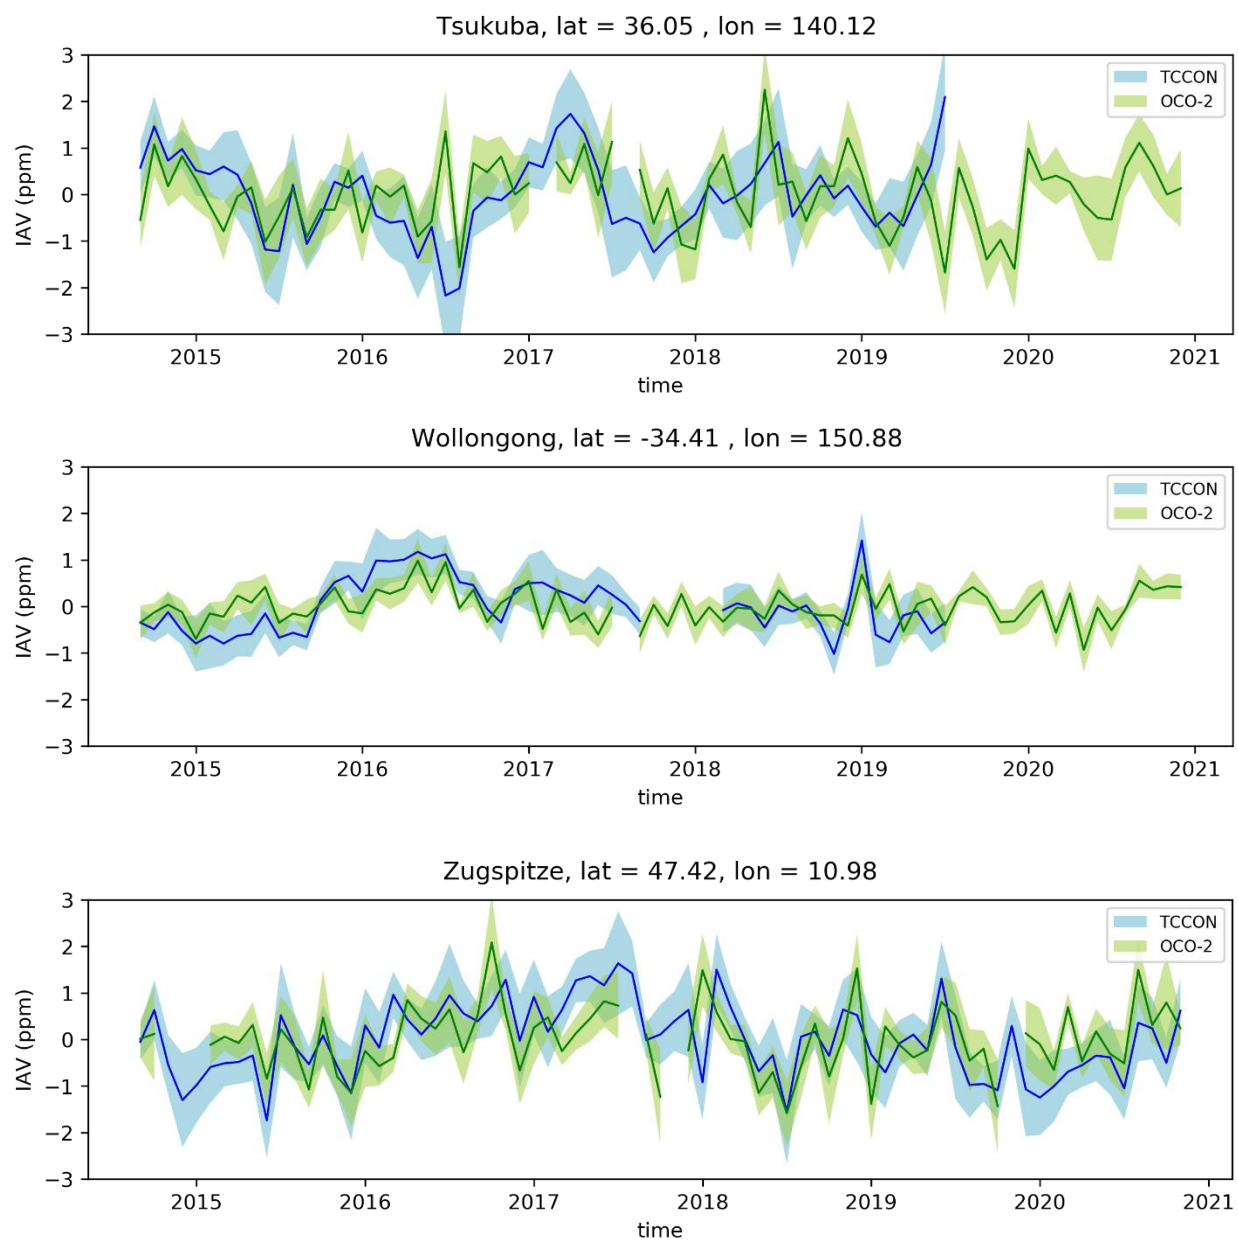 Tsukuba, lat = 36.05 , lon = 140.12
3
2
1
0
−1
−2
−3
IAV (ppm)
TCCON
OCO-2
2015 2016 2017 2018 2019 2020 2021
time
Wollongong, lat = -34.41 , lon = 150.88
3
2
1
0
−1
−2
−3
IAV (ppm)
TCCON
OCO-2
2015 2016 2017 2018 2019 2020 2021
time
Zugspitze, lat = 47.42, lon = 10.98
3
2
1
0
−1
−2
−3
IAV (ppm)
TCCON
OCO-2
2015 2016 2017 2018 2019 2020 2021
time